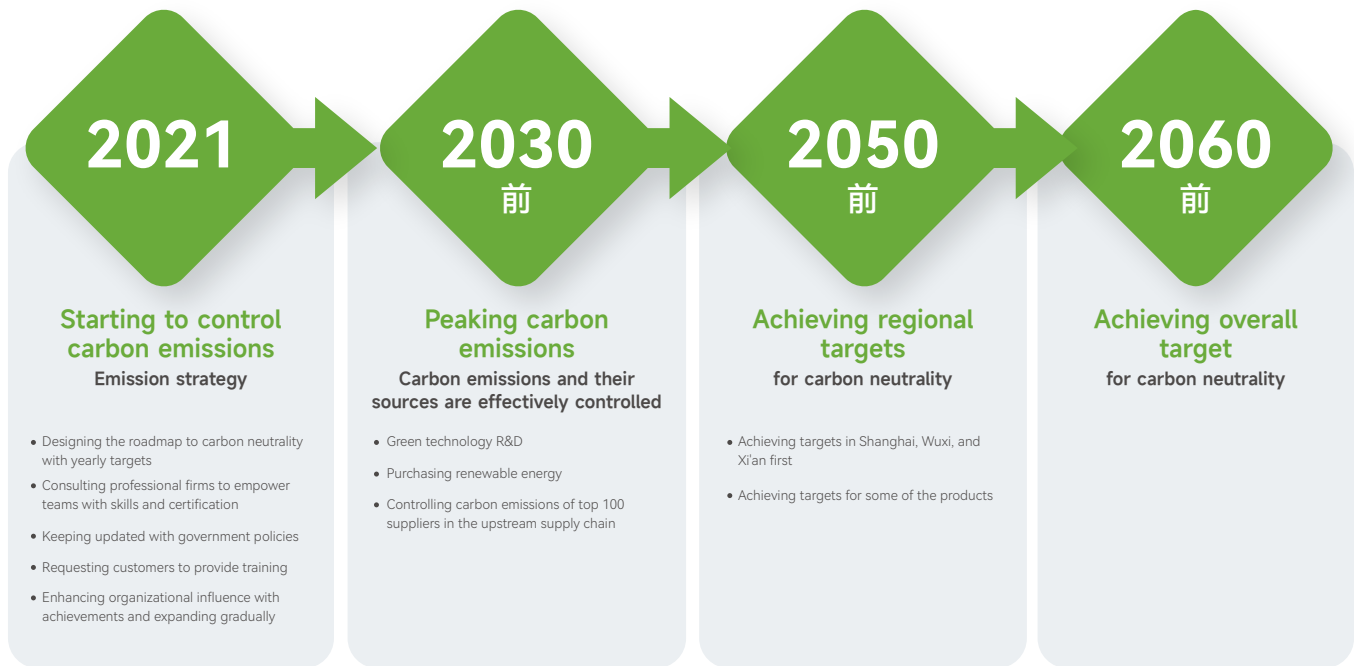 2021
Starting to control
carbon emissions
Emission strategy
• Designing the roadmap to carbon neutrality
with yearly targets
• Consulting professional firms to empower
teams with skills and certification
• Keeping updated with government policies
• Requesting customers to provide training
• Enhancing organizational influence with
achievements and expanding gradually
2030
前
Peaking carbon
emissions
Carbon emissions and their
sources are effectively controlled
• Green technology R&D
• Purchasing renewable energy
• Controlling carbon emissions of top 100
suppliers in the upstream supply chain
2050
前
Achieving regional
targets
for carbon neutrality
• Achieving targets in Shanghai, Wuxi, and
Xi'an first
• Achieving targets for some of the products
2060
前
Achieving overall
target
for carbon neutrality